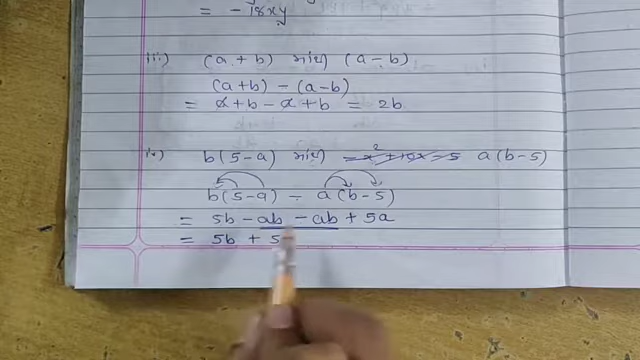 = - 18xy
iii) (a + b) માંથી (a - b)
(a+b) - (a-b)
= a + b - a + b = 2b
iv) b(5-a) માંથી a(b-5)
b(5-a) - a(b-5)
= 5b - ab - ab + 5a
= 5b + 5